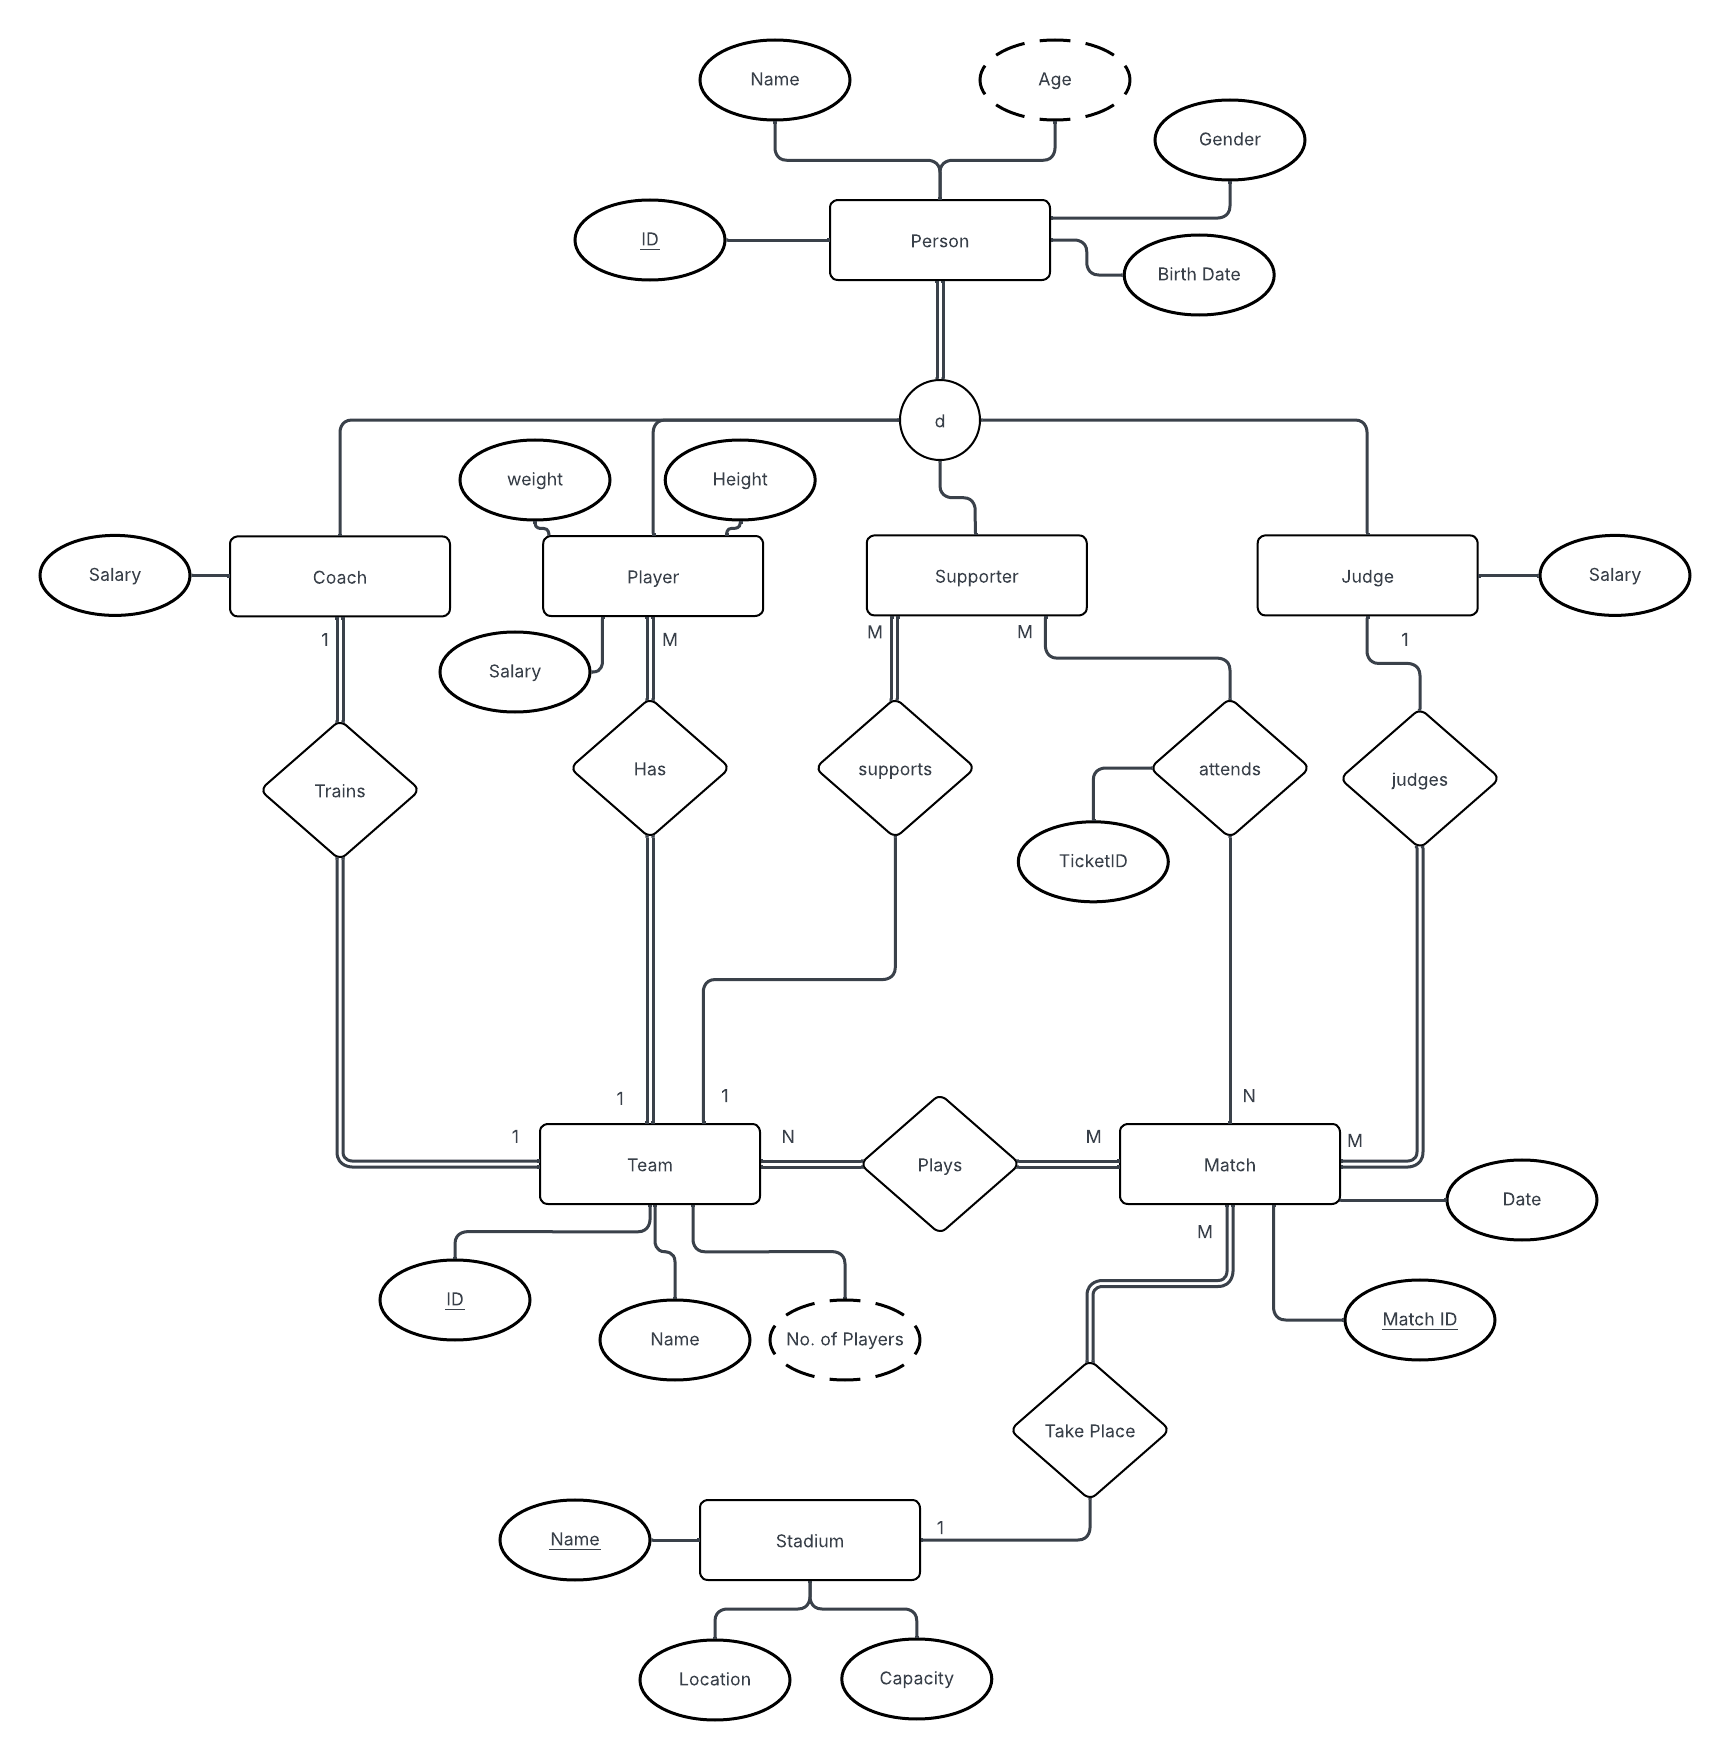 Name
Age
Gender
ID
Person
Birth Date
d
weight
Height
Salary
Coach
Player
Supporter
Judge
Salary
1
M
M
M
1
Salary
Trains
Has
supports
attends
judges
TicketID
1
1
N
1
N
M
M
Team
Plays
Match
Date
M
ID
Name
No. of Players
Match ID
Take Place
1
Name
Stadium
Location
Capacity